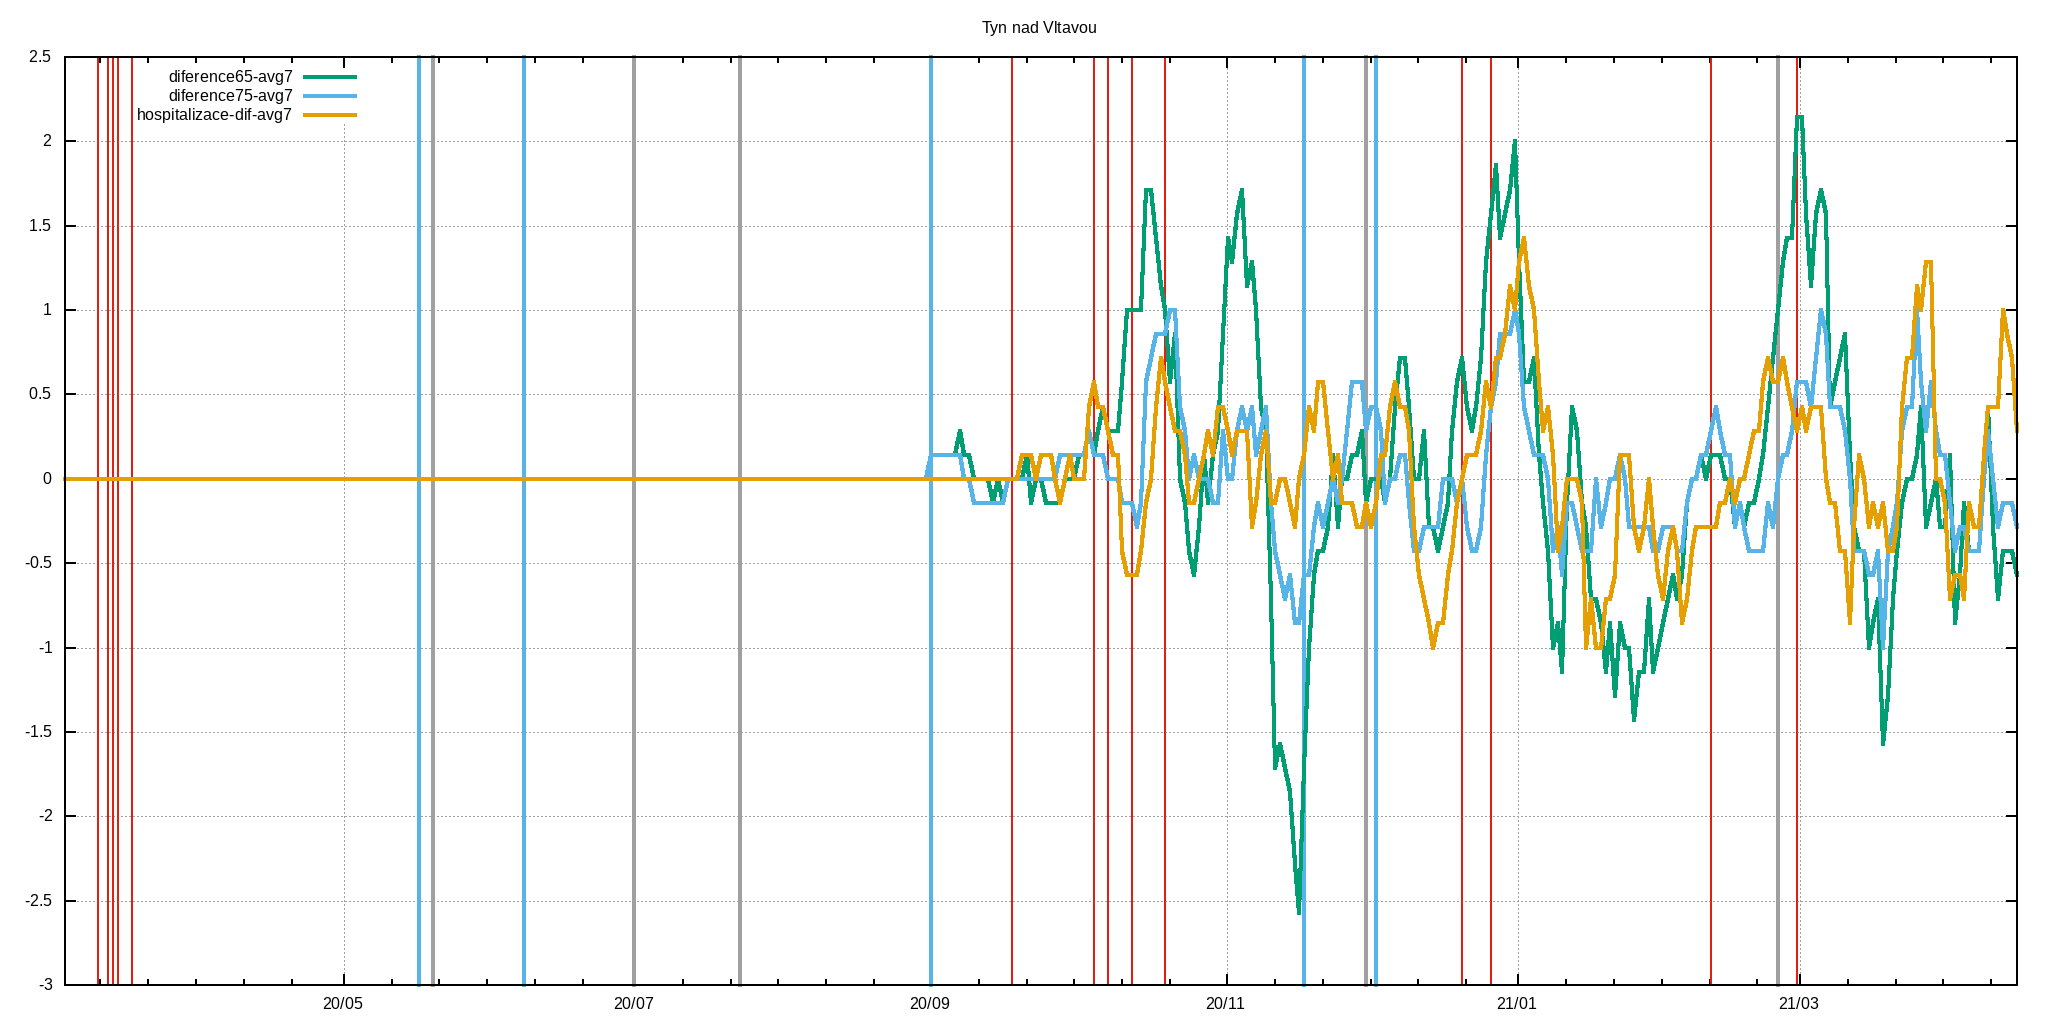 Tyn nad Vltavou
diference65-avg7
diference75-avg7
hospitalizace-dif-avg7
2.5
2
1.5
1
0.5
0
-0.5
-1
-1.5
-2
-2.5
-3
20/05 20/07 20/09 20/11 21/01 21/03